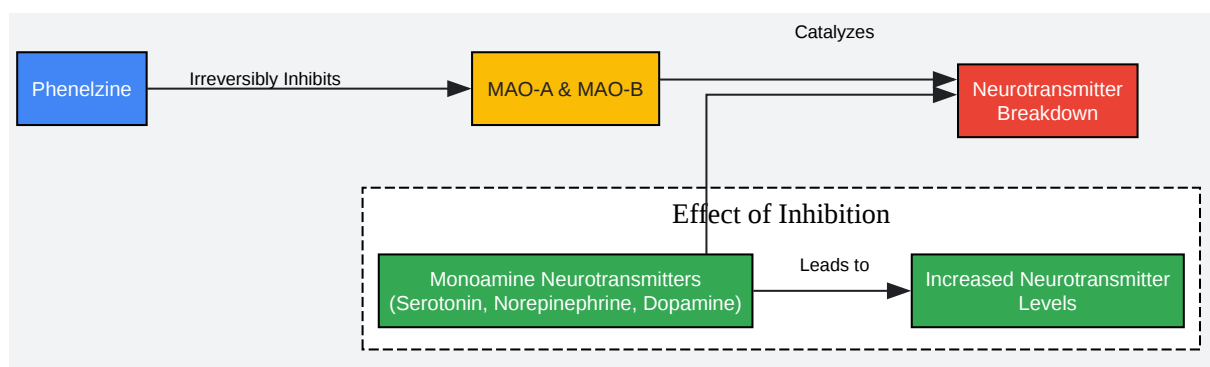 Catalyzes
Phenelzine
Irreversibly Inhibits
MAO-A & MAO-B
Neurotransmitter
Breakdown
Effect of Inhibition
Monoamine Neurotransmitters
(Serotonin, Norepinephrine, Dopamine)
Leads to
Increased Neurotransmitter
Levels